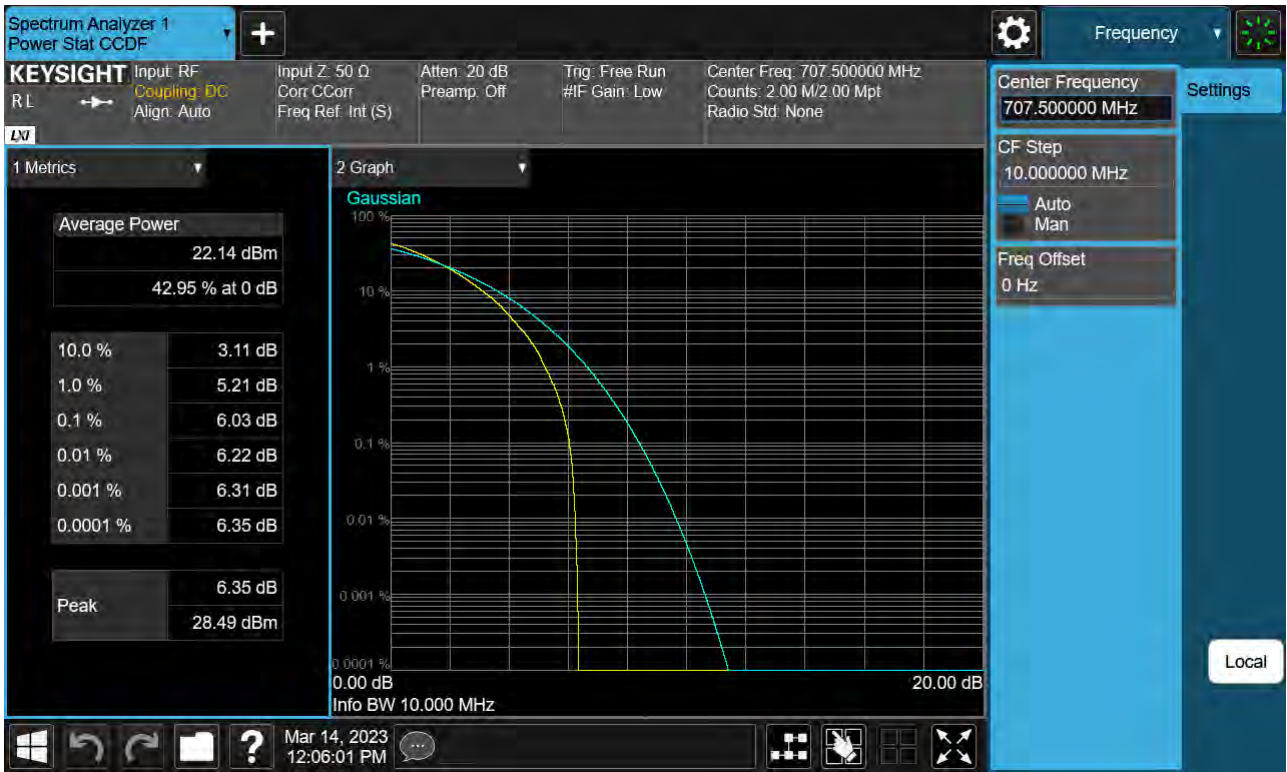 Spectrum Analyzer 1
Power Stat CCDF
Frequency
KEYSIGHT
RL
LXI
Input: RF
Coupling: DC
Align: Auto
Input Z: 50 Ω
Corr CCorr
Freq Ref: Int (S)
Atten: 20 dB
Preamp: Off
Trig: Free Run
#IF Gain: Low
Center Freq: 707.500000 MHz
Counts: 2.00 M/2.00 Mpt
Radio Std: None
Center Frequency
707.500000 MHz
Settings
CF Step
10.000000 MHz
Auto
Man
Freq Offset
0 Hz
Local
1 Metrics
Average Power
22.14 dBm
42.95 % at 0 dB
10.0 % 3.11 dB
1.0 % 5.21 dB
0.1 % 6.03 dB
0.01 % 6.22 dB
0.001 % 6.31 dB
0.0001 % 6.35 dB
Peak
6.35 dB
28.49 dBm
2 Graph
Gaussian
100 %
10 %
1 %
0.1 %
0.01 %
0.001 %
0.0001 %
0.00 dB 20.00 dB
Info BW 10.000 MHz
?
Mar 14, 2023
12:06:01 PM